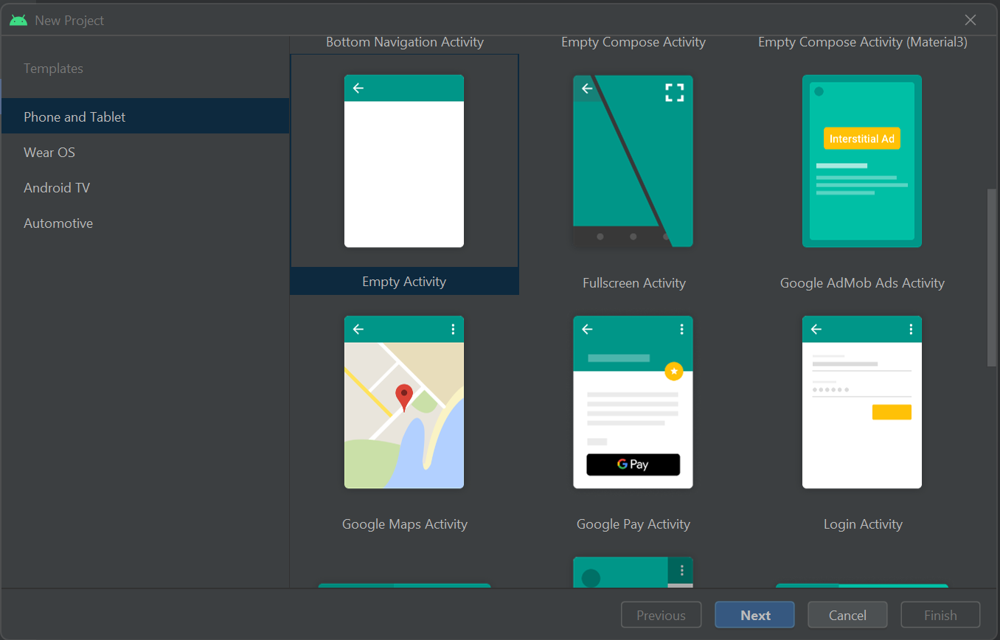 New Project
Templates
Phone and Tablet
Wear OS
Android TV
Automotive
Bottom Navigation Activity
Empty Compose Activity
Empty Compose Activity (Material3)
Interstitial Ad
Empty Activity
Fullscreen Activity
Google AdMob Ads Activity
G Pay
Google Maps Activity
Google Pay Activity
Login Activity
Previous
Next
Cancel
Finish